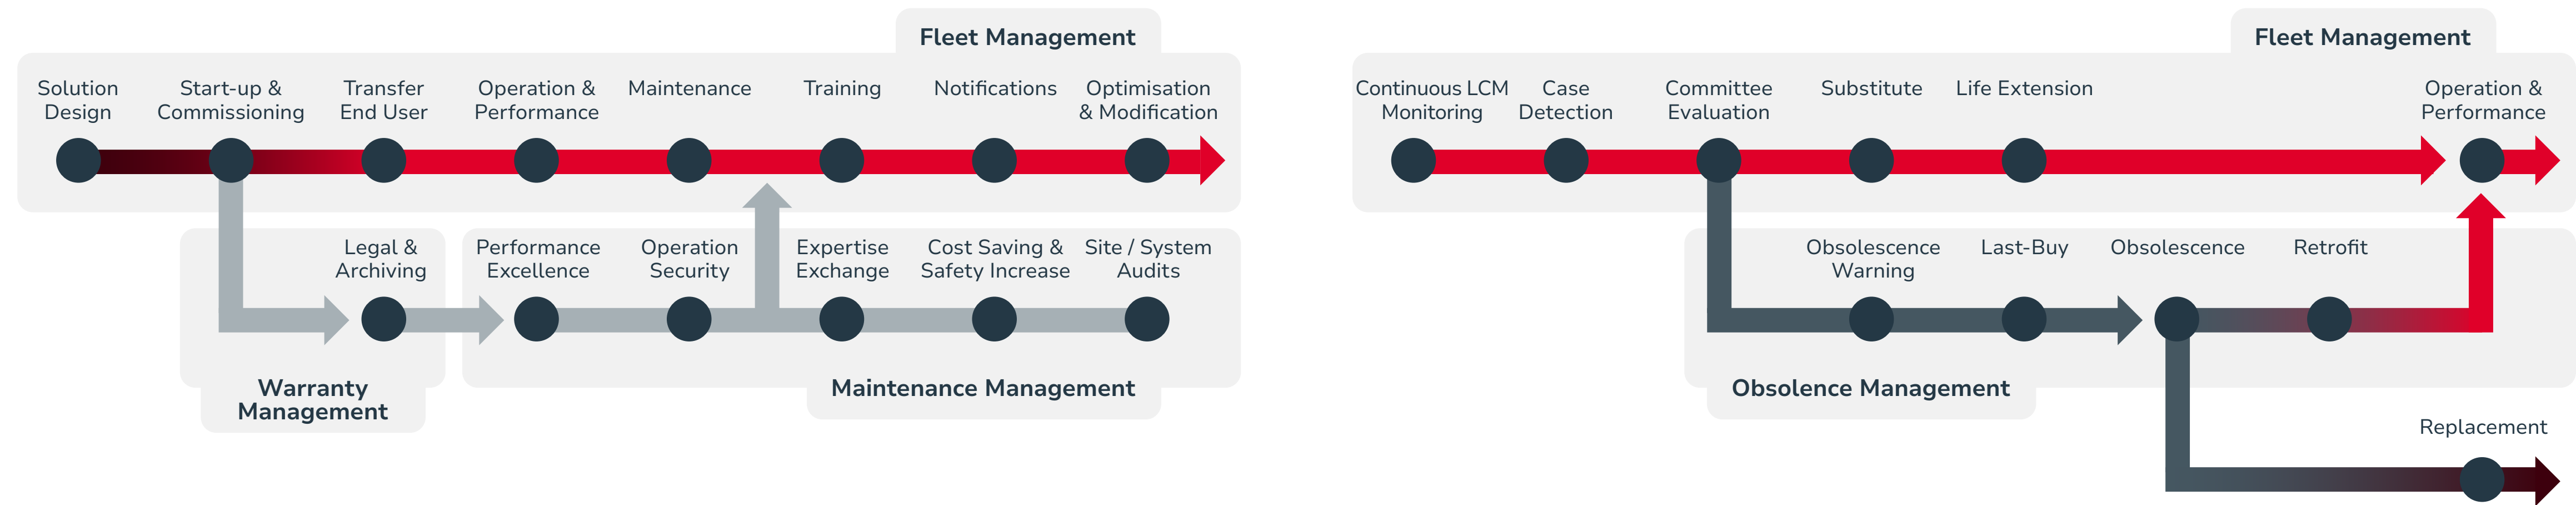 Fleet Management
Solution
Design
Start-up &
Commissioning
Transfer
End User
Operation &
Performance
Maintenance
Training
Notifications
Optimisation
& Modification
Legal &
Archiving
Performance
Excellence
Operation
Security
Expertise
Exchange
Cost Saving &
Safety Increase
Site / System
Audits
Warranty
Management
Maintenance Management
Fleet Management
Continuous LCM
Monitoring
Case
Detection
Committee
Evaluation
Substitute
Life Extension
Operation &
Performance
Obsolescence
Warning
Last-Buy
Obsolescence
Retrofit
Obsolence Management
Replacement